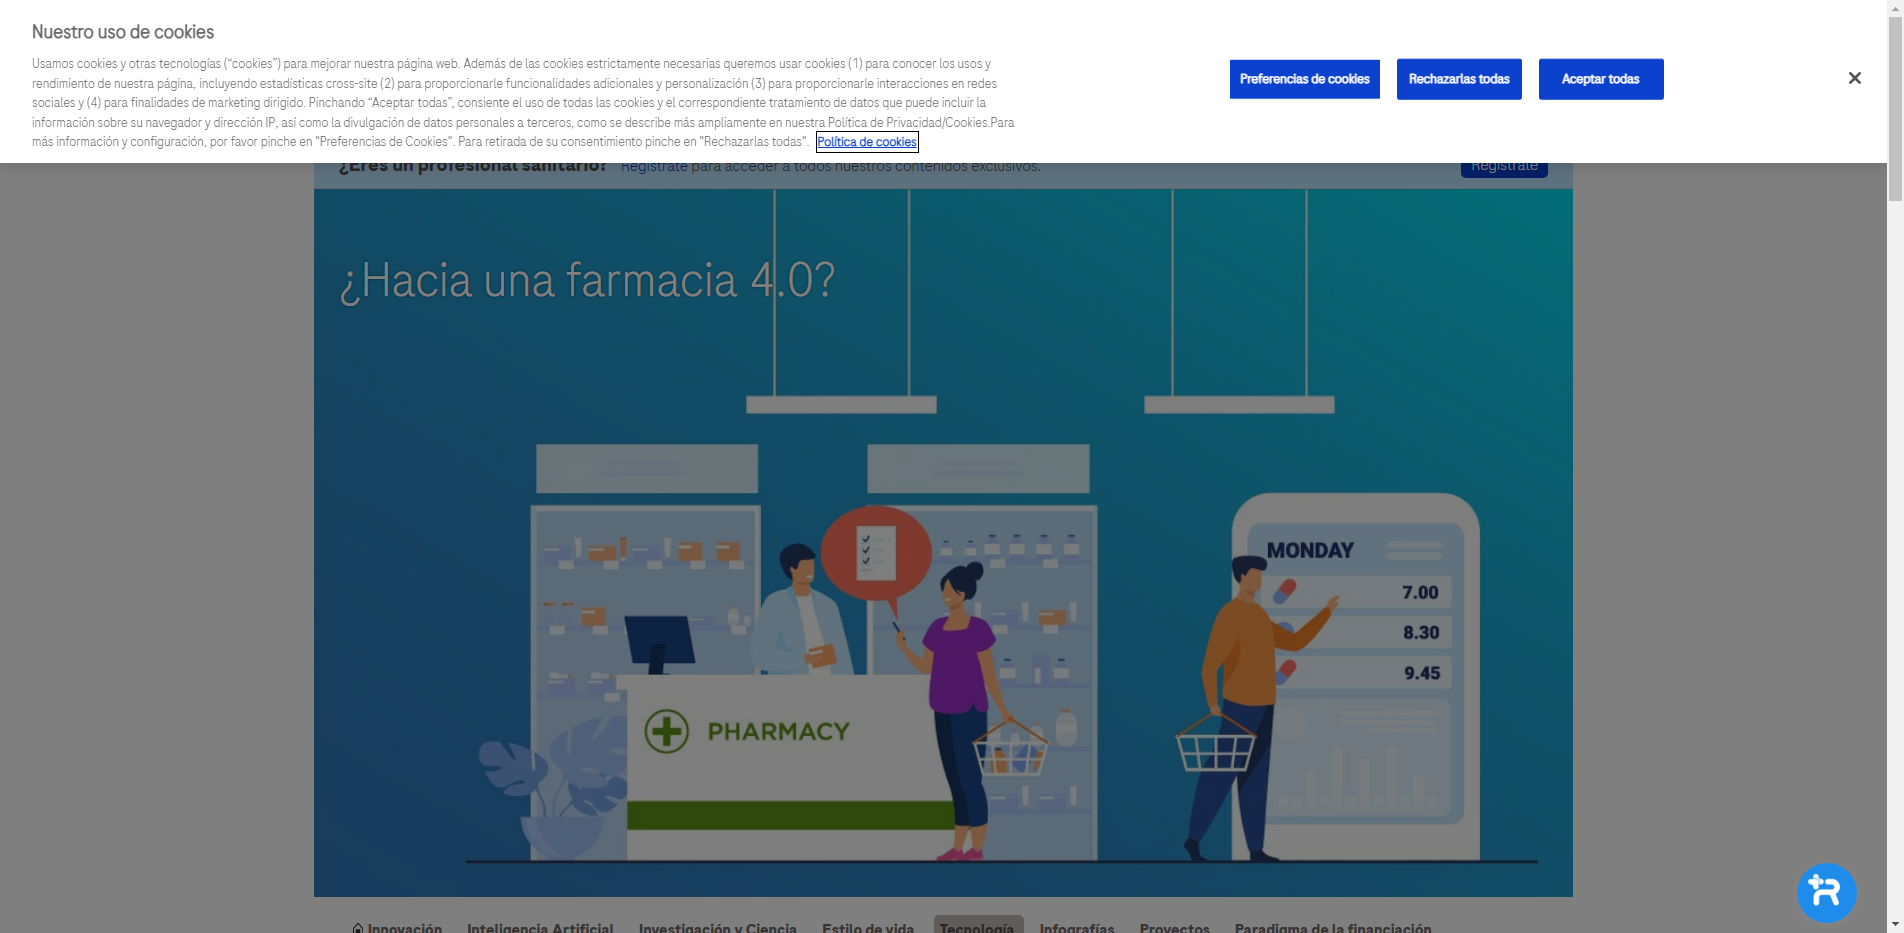 Nuestro uso de cookies
Usamos cookies y otras tecnologías (“cookies”) para mejorar nuestra página web. Además de las cookies estrictamente necesarias queremos usar cookies (1) para conocer los usos y
rendimiento de nuestra página, incluyendo estadísticas cross-site (2) para proporcionarle funcionalidades adicionales y personalización (3) para proporcionarle interacciones en redes
sociales y (4) para finalidades de marketing dirigido. Pinchando “Aceptar todas”, consiente el uso de todas las cookies y el correspondiente tratamiento de datos que puede incluir la
información sobre su navegador y dirección IP, así como la divulgación de datos personales a terceros, como se describe más ampliamente en nuestra Política de Privacidad/Cookies.Para
más información y configuración, por favor pinche en "Preferencias de Cookies". Para retirada de su consentimiento pinche en "Rechazarlas todas". Política de cookies
Preferencias de cookies
Rechazarlas todas
Aceptar todas
¿Eres un profesional sanitario? Regístrate para acceder a todos nuestros contenidos exclusivos.
Regístrate
¿Hacia una farmacia 4.0?
MONDAY
7.00
8.30
9.45
PHARMACY
Innovación Inteligencia Artificial Investigación y Ciencia Estilo de vida Tecnología Infografías Proyectos Paradigma de la financiación